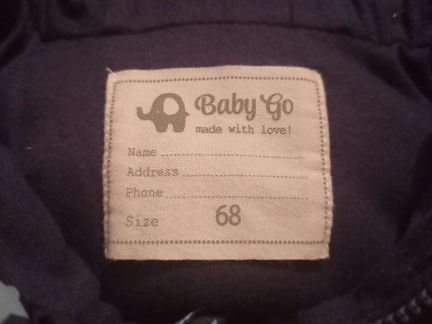 Baby Go
made with love!
Name
Address
Phone
Size 68